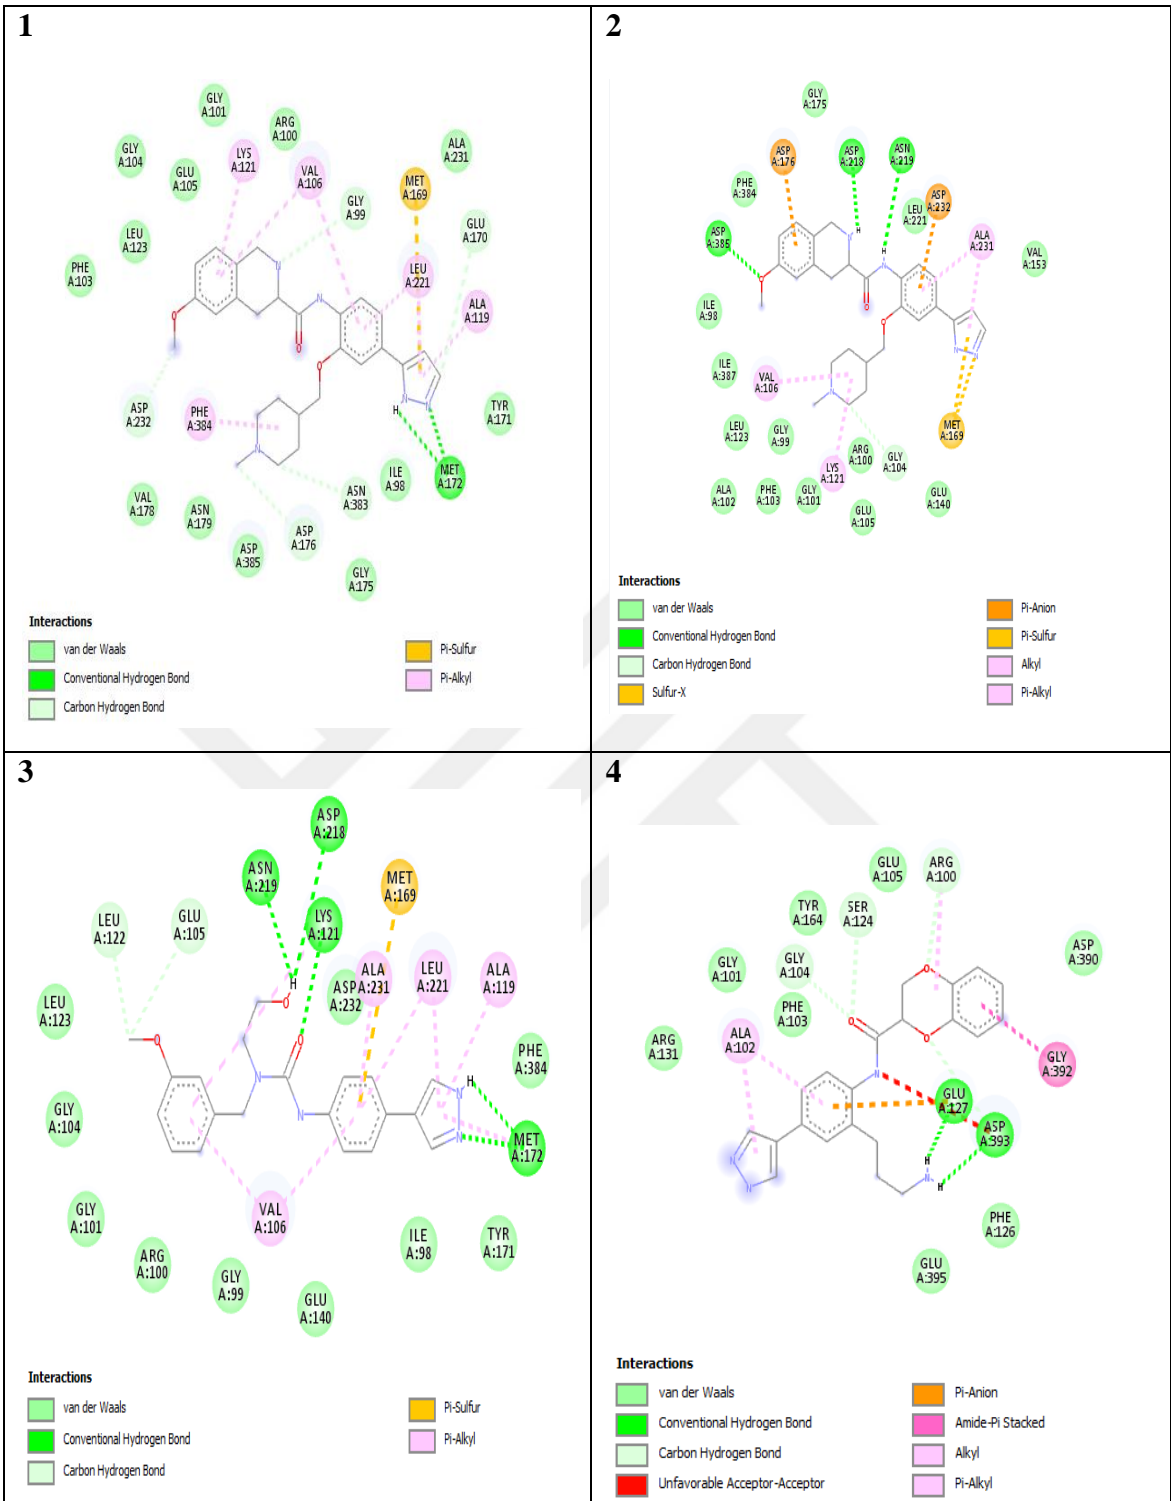 1
GLY
A:101
ARG
A:100
GLY
A:104
LYS
A:121
ALA
A:231
GLU
A:105
VAL
A:106
MET
A:169
GLY
A:99
GLU
A:170
LEU
A:123
PHE
A:103
LEU
A:221
ALA
A:119
N
N
O
O
O
ASP
A:232
PHE
A:384
N
H
N
N
TYR
A:171
VAL
A:178
ASN
A:179
ASP
A:385
ASP
A:176
ASN
A:383
ILE
A:98
MET
A:172
GLY
A:175
Interactions
van der Waals
Conventional Hydrogen Bond
Carbon Hydrogen Bond
Pi-Sulfur
Pi-Alkyl
2
GLY
A:175
ASP
A:176
ASP
A:218
ASN
A:219
PHE
A:384
LEU
A:221
ASP
A:232
ASP
A:385
ALA
A:231
VAL
A:153
H
N
H
N
O
O
O
N
N
N
ILE
A:98
ILE
A:387
VAL
A:106
LEU
A:123
GLY
A:99
ARG
A:100
GLY
A:104
MET
A:169
LYS
A:121
ALA
A:102
PHE
A:103
GLY
A:101
GLU
A:105
GLU
A:140
Interactions
van der Waals
Conventional Hydrogen Bond
Carbon Hydrogen Bond
Sulfur-X
Pi-Anion
Pi-Sulfur
Alkyl
Pi-Alkyl
3
ASP
A:218
ASN
A:219
MET
A:169
LEU
A:122
GLU
A:105
LYS
A:121
ASP
A:232
ALA
A:231
LEU
A:221
ALA
A:119
LEU
A:123
PHE
A:384
H
O
O
O
N
N
H
N
N
GLY
A:104
MET
A:172
GLY
A:101
VAL
A:106
ARG
A:100
GLY
A:99
GLU
A:140
ILE
A:98
TYR
A:171
Interactions
van der Waals
Conventional Hydrogen Bond
Carbon Hydrogen Bond
Pi-Sulfur
Pi-Alkyl
4
GLU
A:105
ARG
A:100
TYR
A:164
SER
A:124
GLY
A:101
GLY
A:104
ASP
A:390
PHE
A:103
ARG
A:131
ALA
A:102
O
O
O
N
GLY
A:392
GLU
A:127
ASP
A:393
N
N
H
N
H
PHE
A:126
GLU
A:395
Interactions
van der Waals
Conventional Hydrogen Bond
Carbon Hydrogen Bond
Unfavorable Acceptor-Acceptor
Pi-Anion
Amide-Pi Stacked
Alkyl
Pi-Alkyl